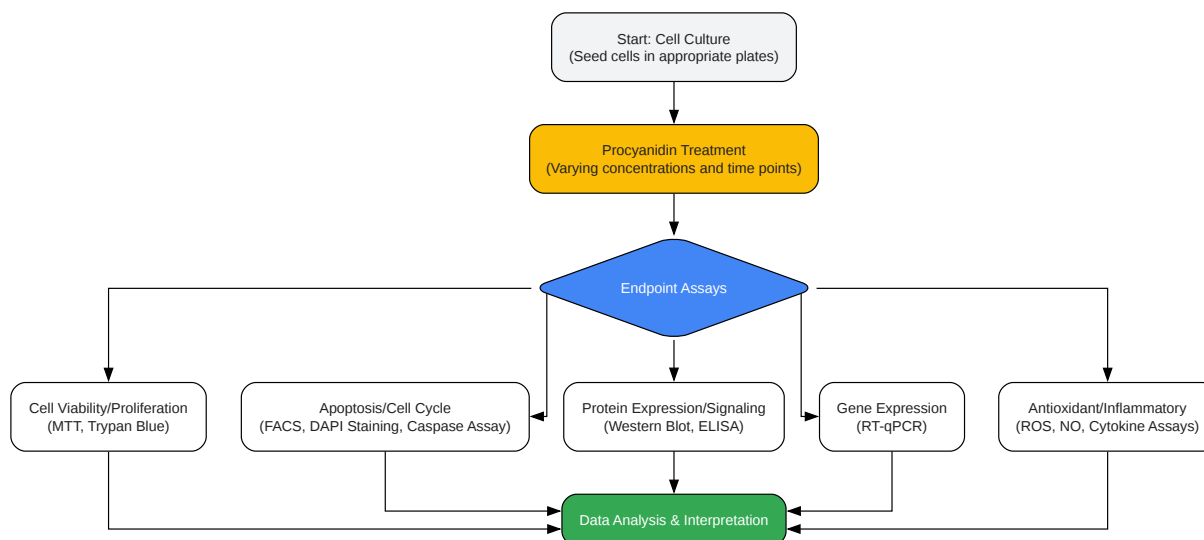 Start: Cell Culture
(Seed cells in appropriate plates)
Procyanidin Treatment
(Varying concentrations and time points)
Endpoint Assays
Cell Viability/Proliferation
(MTT, Trypan Blue)
Apoptosis/Cell Cycle
(FACS, DAPI Staining, Caspase Assay)
Protein Expression/Signaling
(Western Blot, ELISA)
Gene Expression
(RT-qPCR)
Antioxidant/Inflammatory
(ROS, NO, Cytokine Assays)
Data Analysis & Interpretation